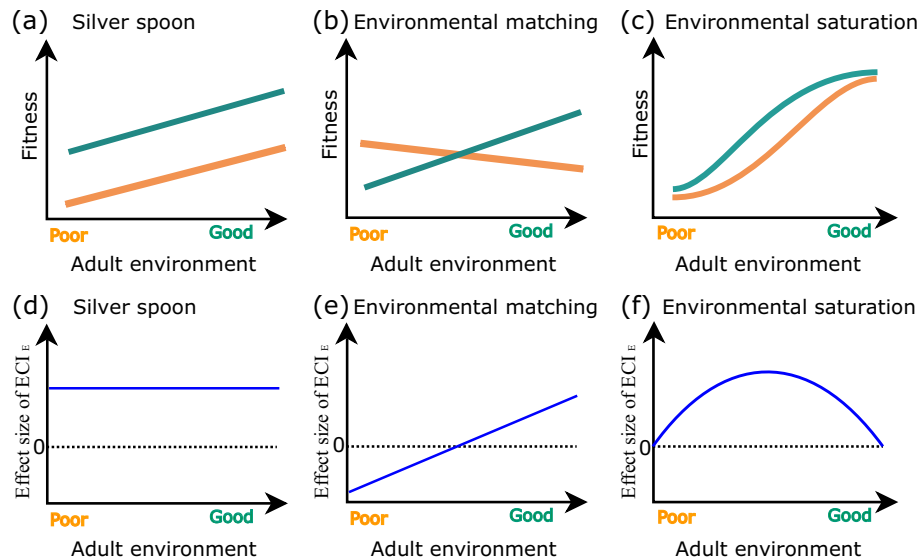 (a) Silver spoon
Fitness
Poor Good
Adult environment
(b) Environmental matching
Fitness
Poor Good
Adult environment
(c) Environmental saturation
Fitness
Poor Good
Adult environment
(d) Silver spoon
Effect size of ECI E
0
Poor Good
Adult environment
(e) Environmental matching
Effect size of ECI E
0
Poor Good
Adult environment
(f) Environmental saturation
Effect size of ECI E
0
Poor Good
Adult environment